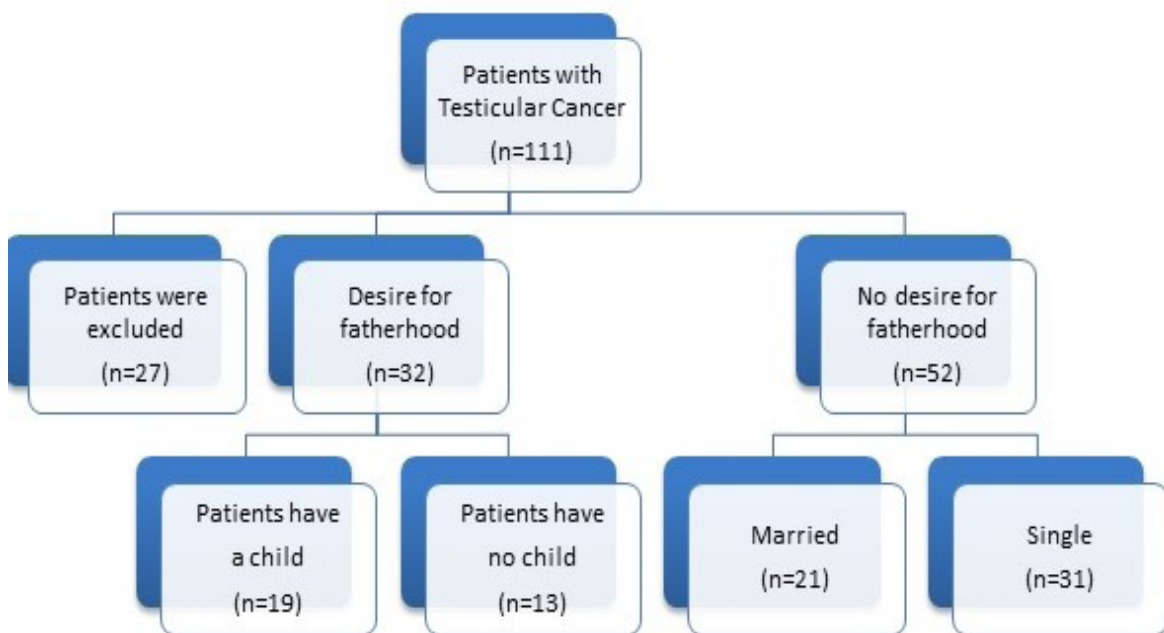 Patients with
Testicular Cancer
(n=111)
Patients were
excluded
(n=27)
Desire for
fatherhood
(n=32)
No desire for
fatherhood
(n=52)
Patients have
a child
(n=19)
Patients have
no child
(n=13)
Married
(n=21)
Single
(n=31)